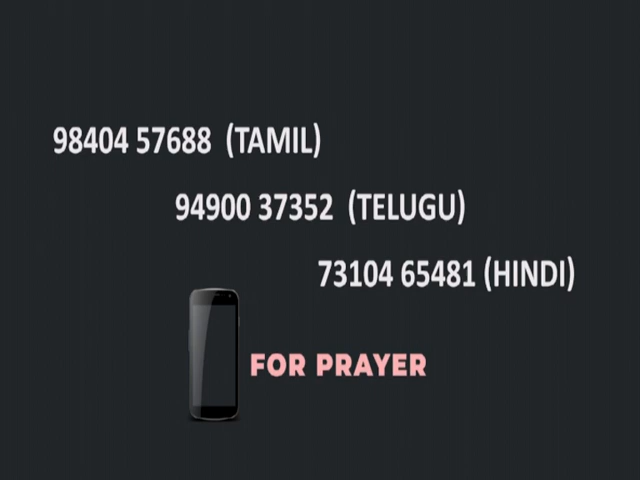 98404 57688 (TAMIL)
94900 37352 (TELUGU)
73104 65481 (HINDI)
FOR PRAYER